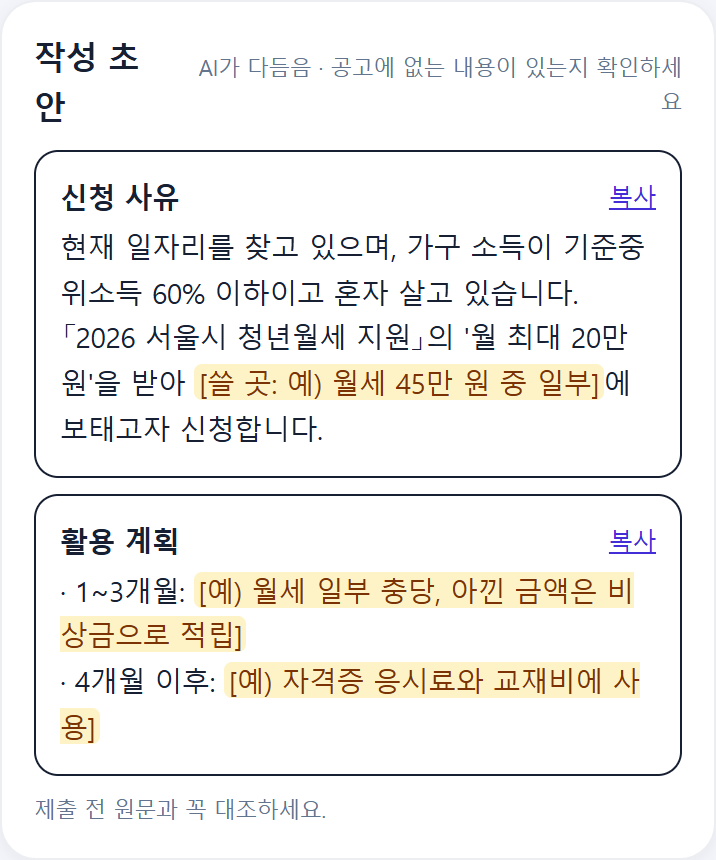 작성 초
안
AI가 다듬음 · 공고에 없는 내용이 있는지 확인하세
요
신청 사유
복사
현재 일자리를 찾고 있으며, 가구 소득이 기준중
위소득 60% 이하이고 혼자 살고 있습니다.
「2026 서울시 청년월세 지원」의 '월 최대 20만
원'을 받아 [쓸 곳: 예) 월세 45만 원 중 일부]에
보태고자 신청합니다.
활용 계획
복사
· 1~3개월: [예) 월세 일부 충당, 아낀 금액은 비
상금으로 적립]
· 4개월 이후: [예) 자격증 응시료와 교재비에 사
용]
제출 전 원문과 꼭 대조하세요.